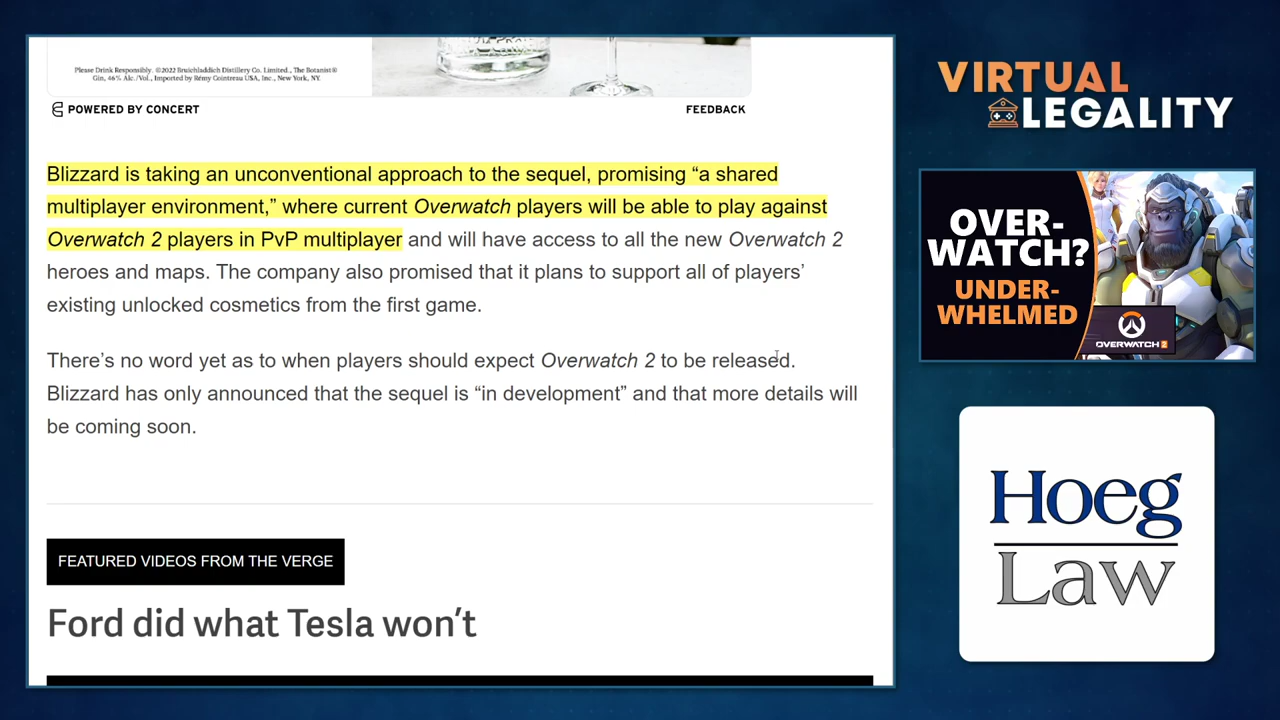 Please Drink Responsibly. ©2022 Bruichladdich Distillery Co. Limited., The Botanist®
Gin, 46% Alc./Vol., Imported by Rémy Cointreau USA, Inc., New York, NY.
POWERED BY CONCERT
FEEDBACK
Blizzard is taking an unconventional approach to the sequel, promising “a shared
multiplayer environment,” where current Overwatch players will be able to play against
Overwatch 2 players in PvP multiplayer and will have access to all the new Overwatch 2
heroes and maps. The company also promised that it plans to support all of players’
existing unlocked cosmetics from the first game.
There’s no word yet as to when players should expect Overwatch 2 to be released.
Blizzard has only announced that the sequel is “in development” and that more details will
be coming soon.
FEATURED VIDEOS FROM THE VERGE
Ford did what Tesla won’t
VIRTUAL
LEGALITY
OVER-
WATCH?
UNDER-
WHELMED
OVERWATCH 2
Hoeg
Law